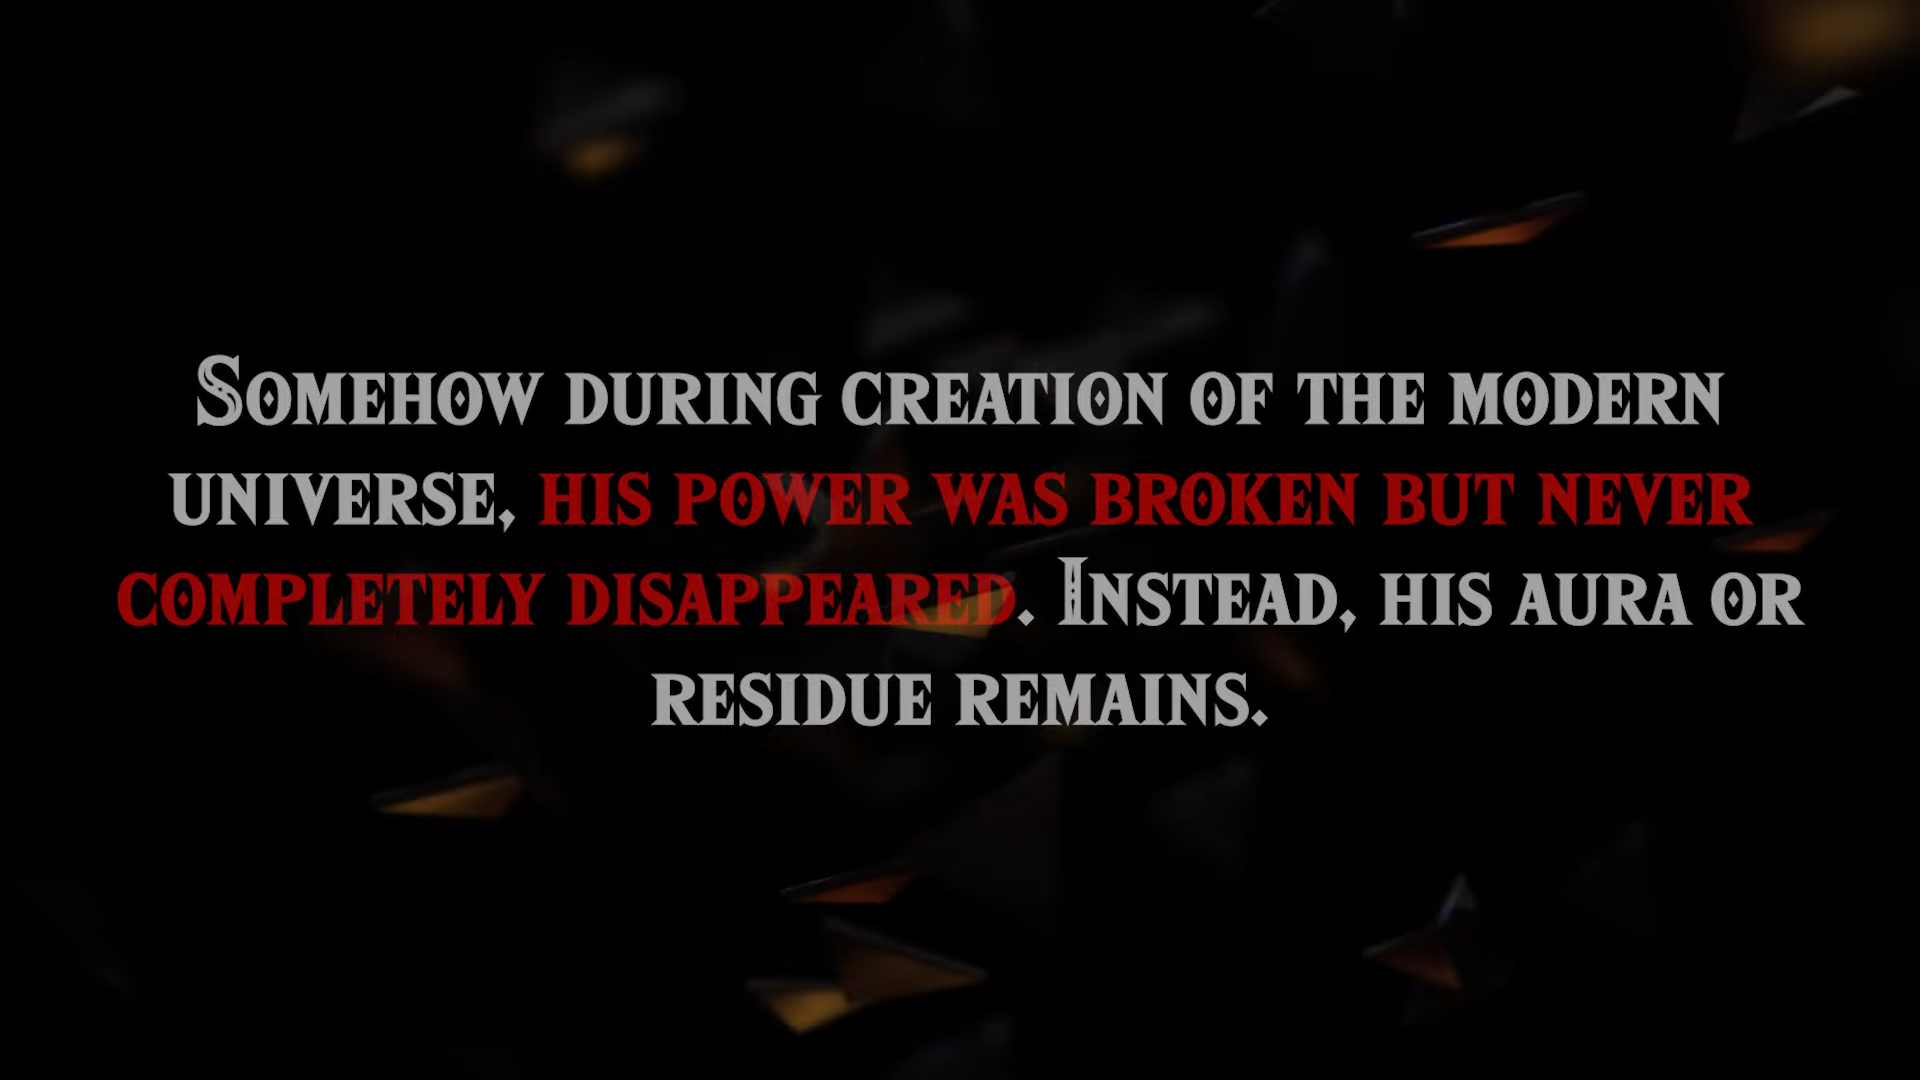 Somehow during creation of the modern
universe, his power was broken but never
completely disappeared. Instead, his aura or
residue remains.